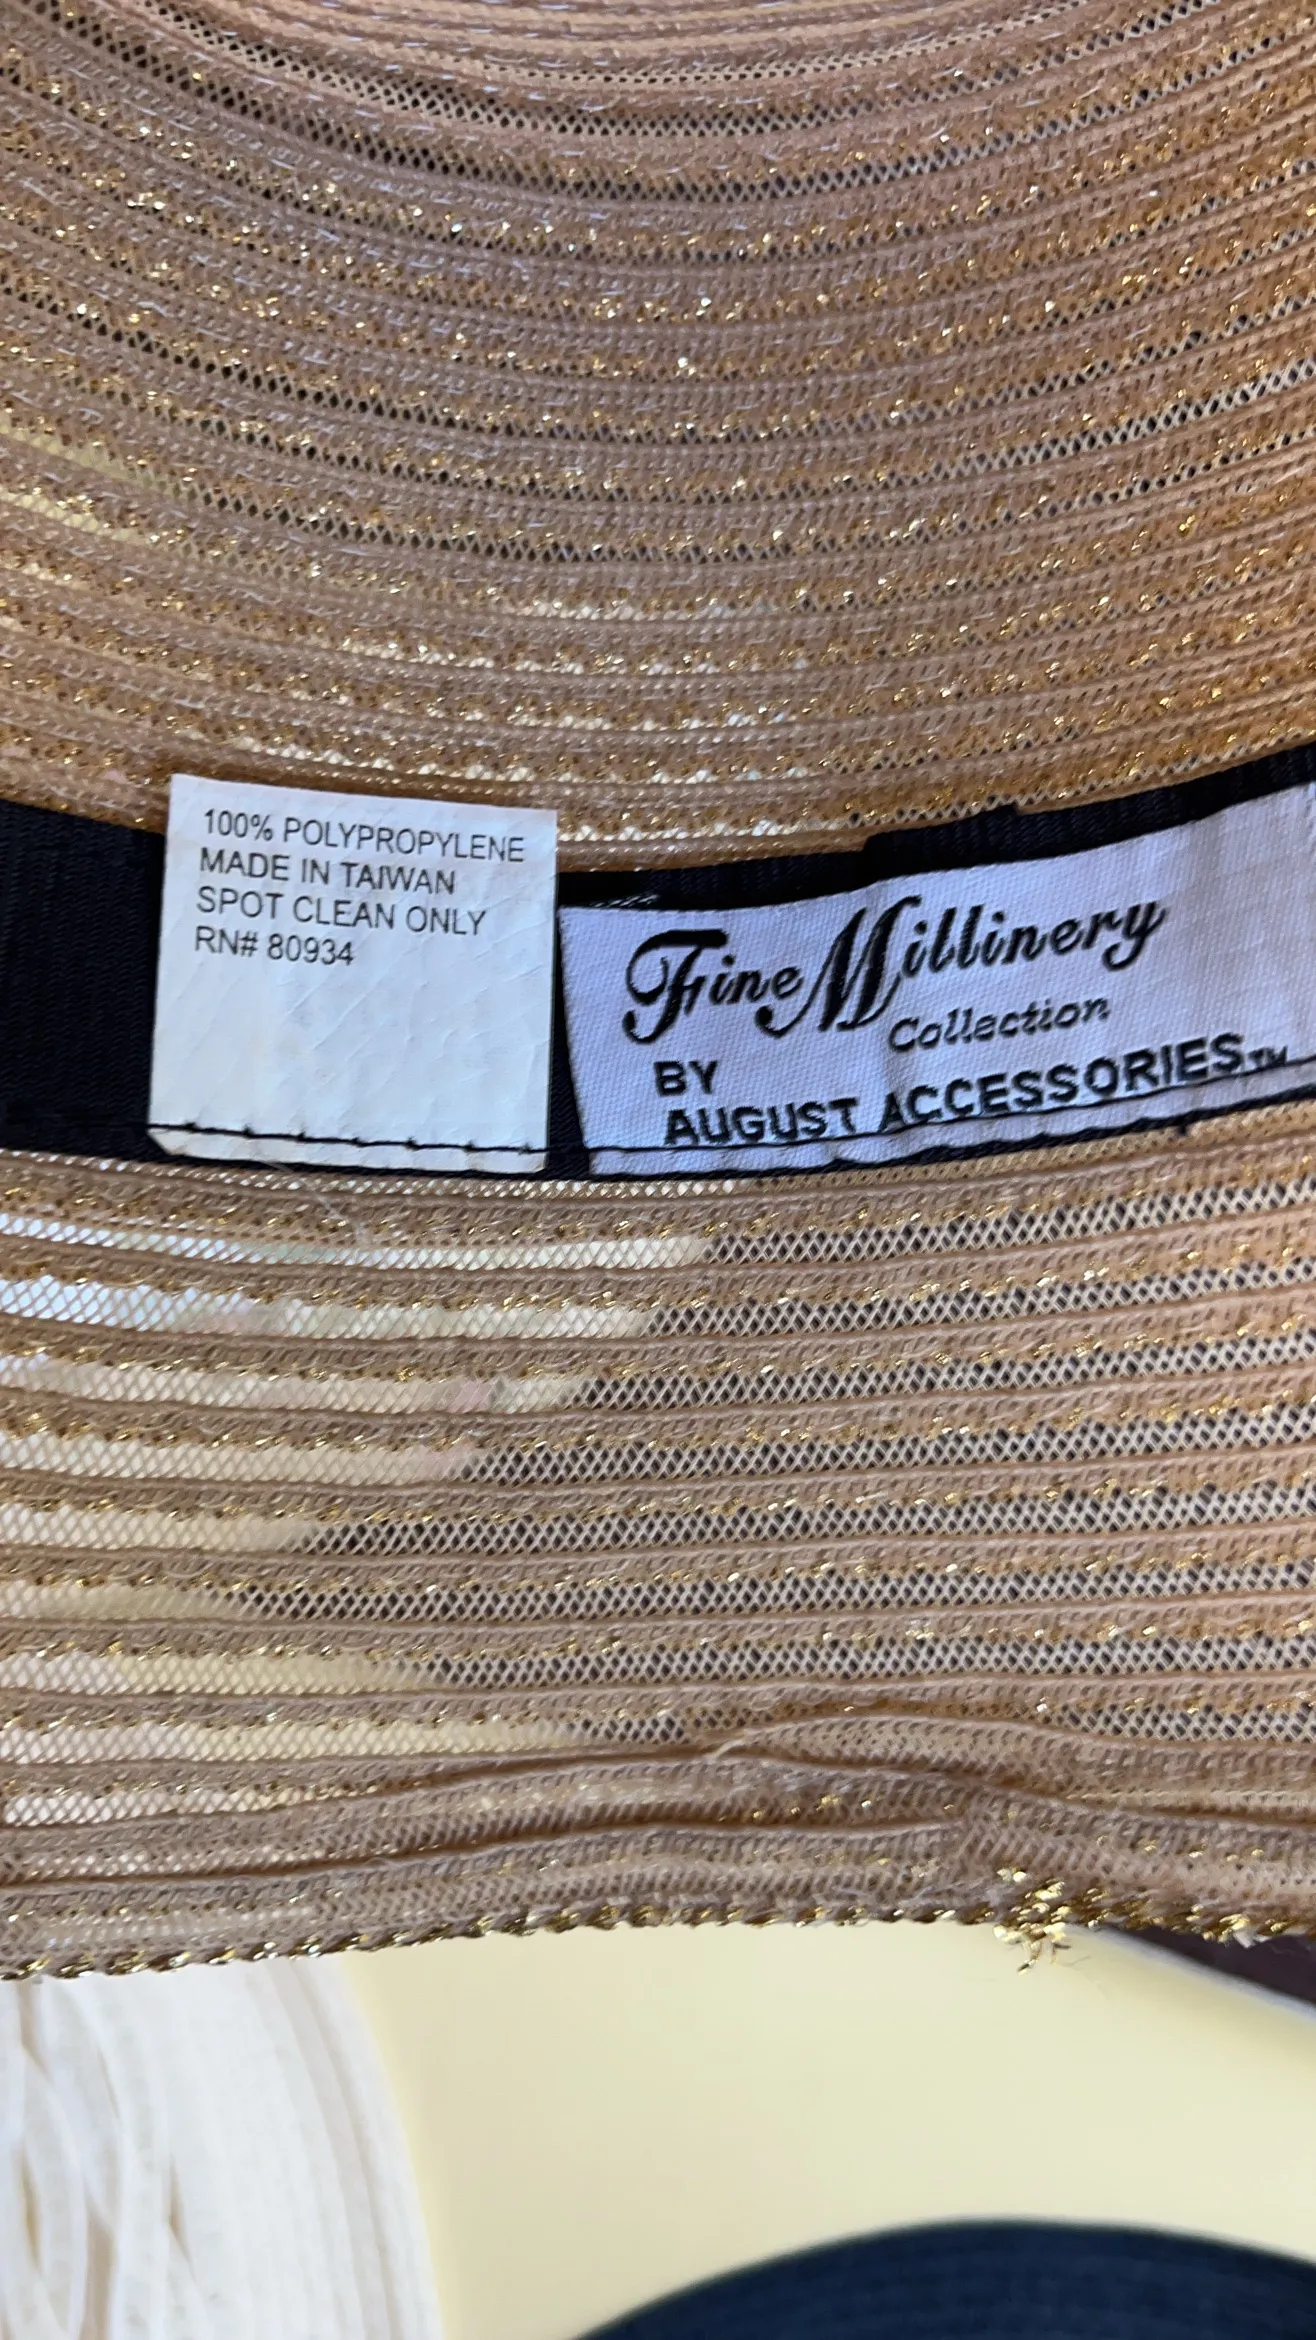 100% POLYPROPYLENE
MADE IN TAIWAN
SPOT CLEAN ONLY
RN# 80934
Fine Millinery
Collection
BY
AUGUST ACCESSORIES™